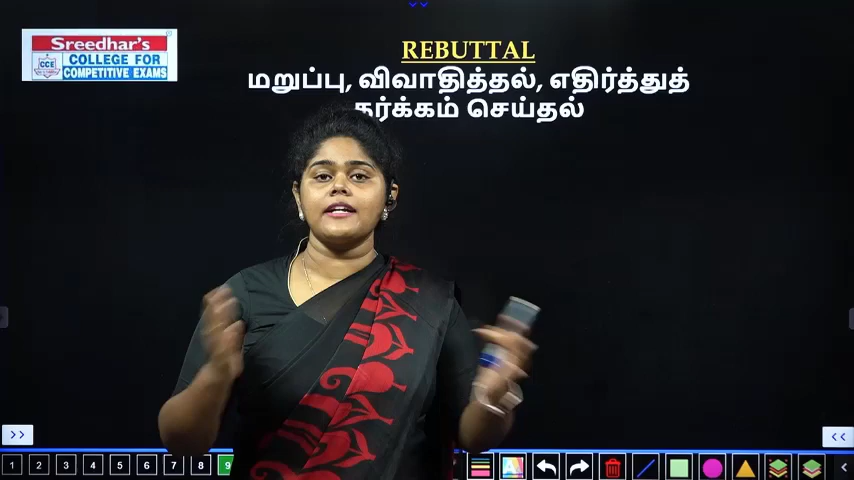 Sreedhar's
CCE
COLLEGE FOR
COMPETITIVE EXAMS
REBUTTAL
மறுப்பு, விவாதித்தல், எதிர்த்துத்
தர்க்கம் செய்தல்
>>
<<
1 2 3 4 5 6 7 8 9
A
<